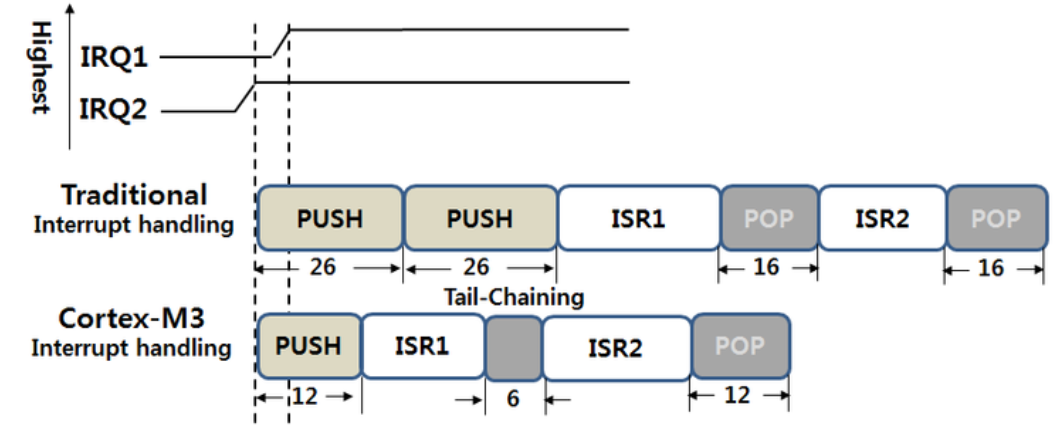 Highest
IRQ1
IRQ2
Traditional
Interrupt handling
PUSH PUSH ISR1 POP ISR2 POP
26 26 16 16
Tail-Chaining
Cortex-M3
Interrupt handling
PUSH ISR1 ISR2 POP
12 6 12